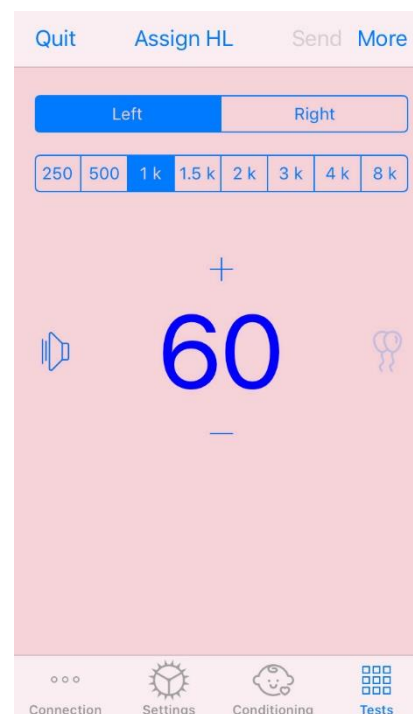 Quit Assign HL Send More
Left Right
250 500 1 k 1.5 k 2 k 3 k 4 k 8 k
+
60
—
Connection Settings Conditioning Tests